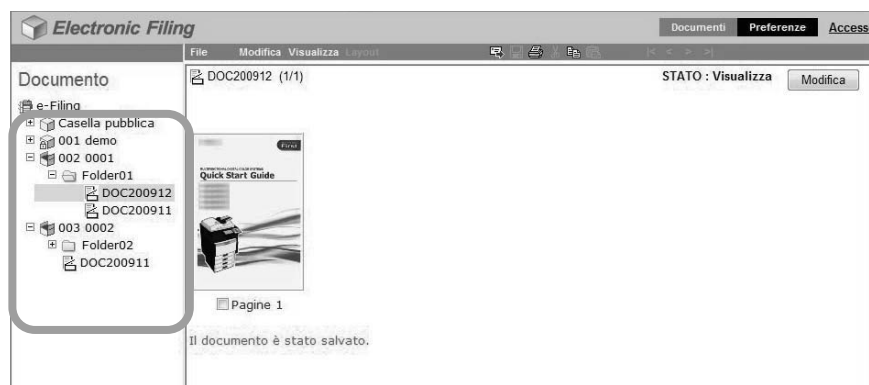 Electronic Filing
Documenti Preferenze Access
File Modifica Visualizza Layout
|< < > >|
Documento
DOC200912 (1/1)
STATO : Visualizza Modifica
e-Filing
Casella pubblica
001 demo
002 0001
Folder01
DOC200912
DOC200911
003 0002
Folder02
DOC200911
First
Quick Start Guide
Pagine 1
Il documento è stato salvato.